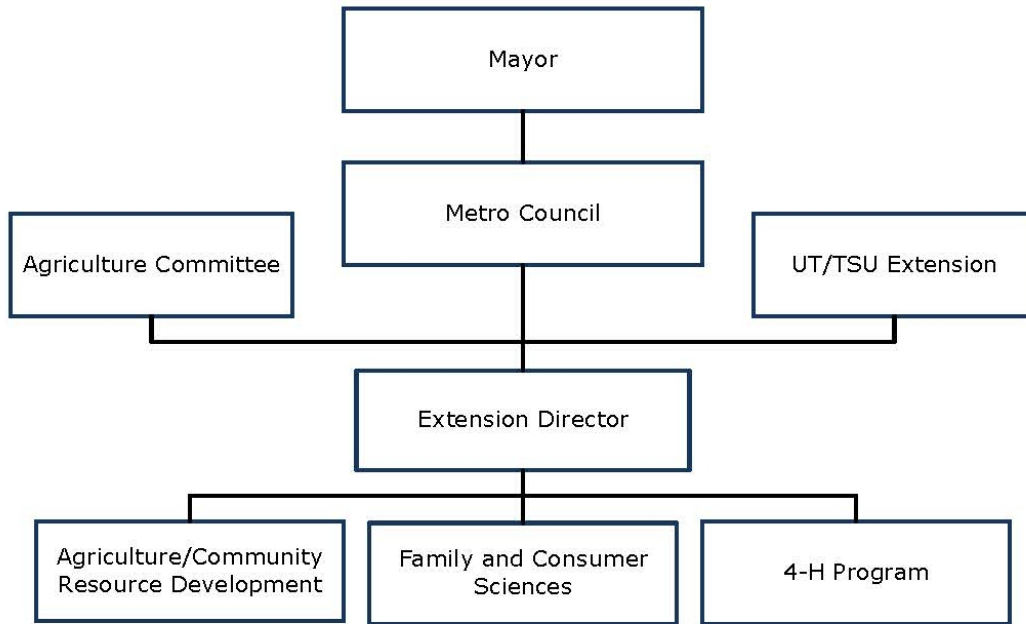 Mayor
Metro Council
Agriculture Committee
UT/TSU Extension
Extension Director
Agriculture/Community
Resource Development
Family and Consumer
Sciences
4-H Program